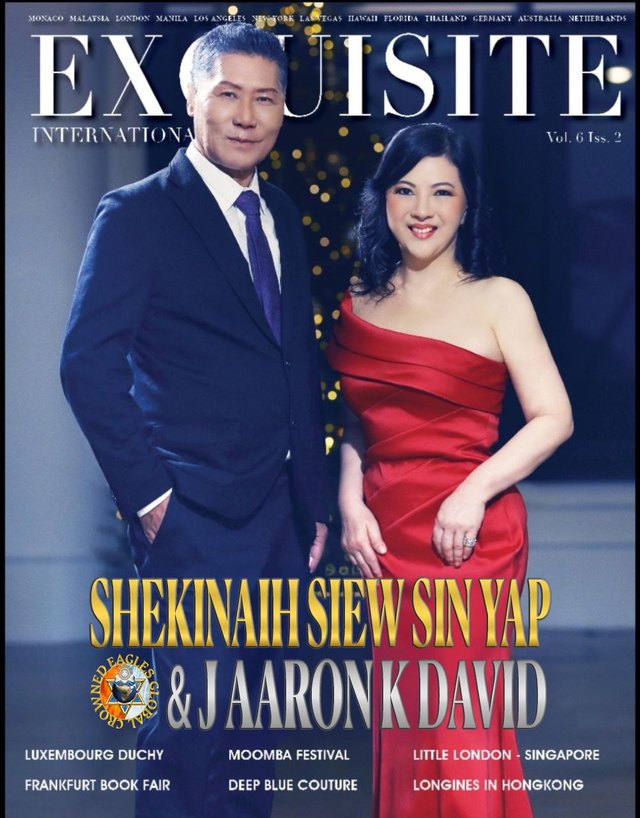 MONACO MALAYSIA LONDON MANILA LOS ANGELES NEW YORK LAS VEGAS HAWAII FLORIDA THAILAND GERMANY AUSTRALIA NETHERLANDS
EXQUISITE
INTERNATIONA
Vol. 6 Iss. 2
SHEKINAIH SIEW SIN YAP
CROWNED EAGLES GLOBAL
& J AARON K DAVID
LUXEMBOURG DUCHY
MOOMBA FESTIVAL
LITTLE LONDON - SINGAPORE
FRANKFURT BOOK FAIR
DEEP BLUE COUTURE
LONGINES IN HONGKONG